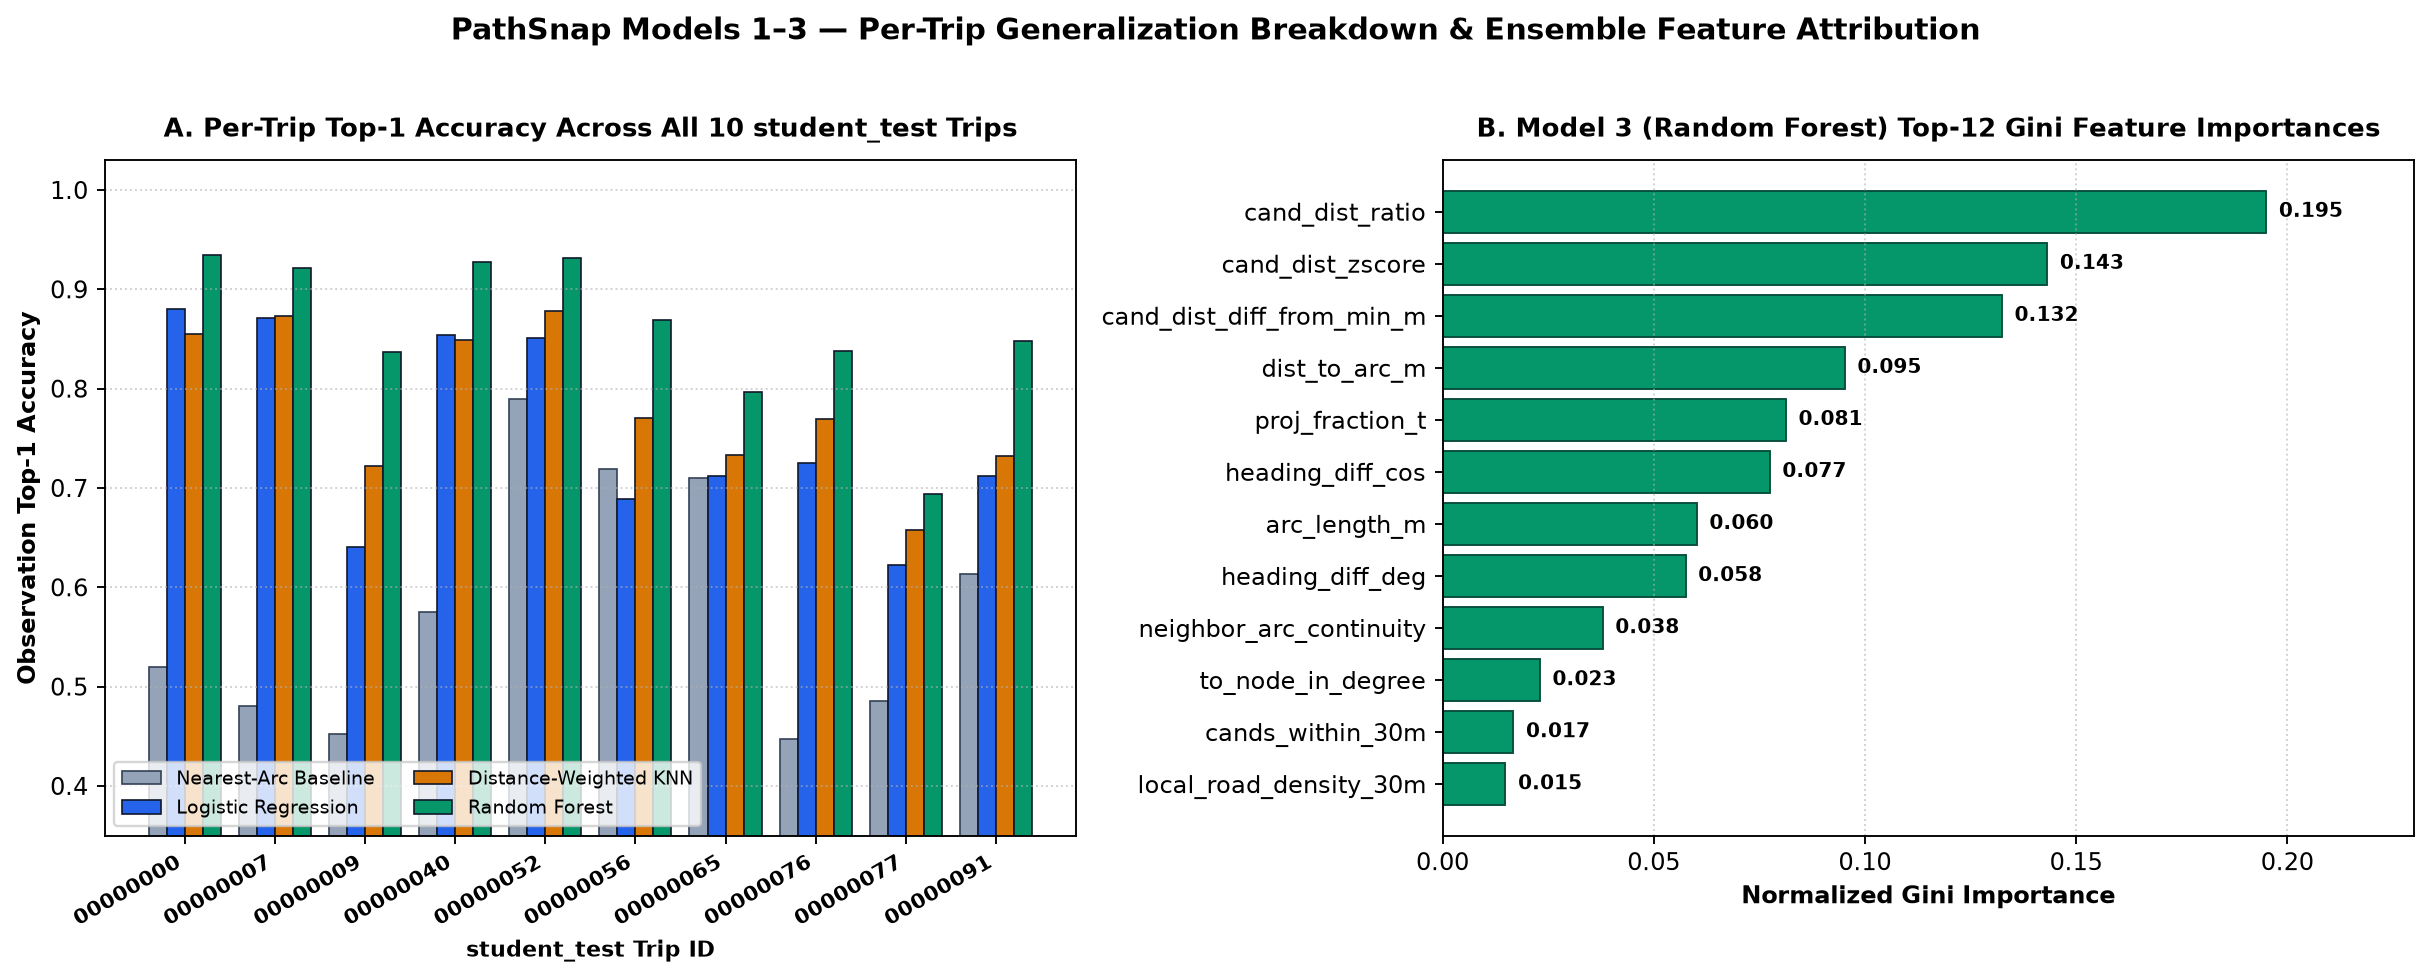 PathSnap Models 1–3 — Per-Trip Generalization Breakdown & Ensemble Feature Attribution
A. Per-Trip Top-1 Accuracy Across All 10 student_test Trips
Observation Top-1 Accuracy
1.0
0.9
0.8
0.7
0.6
0.5
0.4
Nearest-Arc Baseline
Logistic Regression
Distance-Weighted KNN
Random Forest
00000000
00000007
00000009
00000040
00000052
00000056
00000065
00000076
00000077
00000091
student_test Trip ID
B. Model 3 (Random Forest) Top-12 Gini Feature Importances
cand_dist_ratio 0.195
cand_dist_zscore 0.143
cand_dist_diff_from_min_m 0.132
dist_to_arc_m 0.095
proj_fraction_t 0.081
heading_diff_cos 0.077
arc_length_m 0.060
heading_diff_deg 0.058
neighbor_arc_continuity 0.038
to_node_in_degree 0.023
cands_within_30m 0.017
local_road_density_30m 0.015
0.00 0.05 0.10 0.15 0.20
Normalized Gini Importance